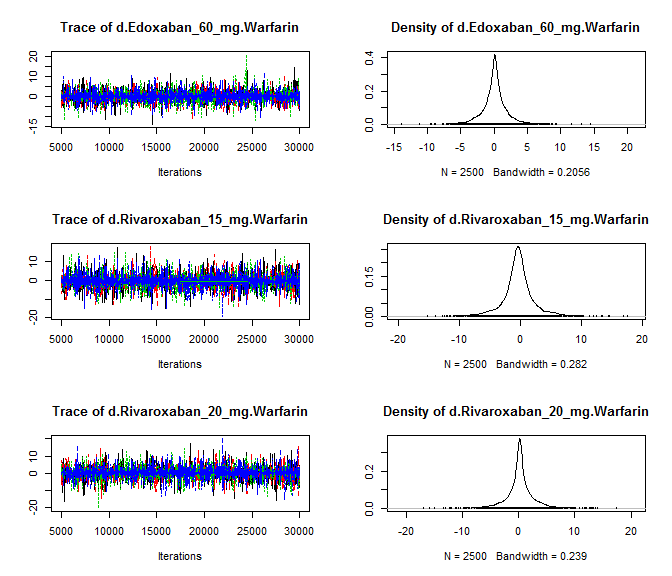 Trace of d.Edoxaban_60_mg.Warfarin
20
10
0
-15
5000 10000 15000 20000 25000 30000
Iterations
Density of d.Edoxaban_60_mg.Warfarin
0.4
0.2
0.0
-15 -10 -5 0 5 10 15 20
N = 2500 Bandwidth = 0.2056
Trace of d.Rivaroxaban_15_mg.Warfarin
10
0
-20
5000 10000 15000 20000 25000 30000
Iterations
Density of d.Rivaroxaban_15_mg.Warfarin
0.15
0.00
-20 -10 0 10 20
N = 2500 Bandwidth = 0.282
Trace of d.Rivaroxaban_20_mg.Warfarin
10
0
-20
5000 10000 15000 20000 25000 30000
Iterations
Density of d.Rivaroxaban_20_mg.Warfarin
0.2
0.0
-20 -10 0 10 20
N = 2500 Bandwidth = 0.239